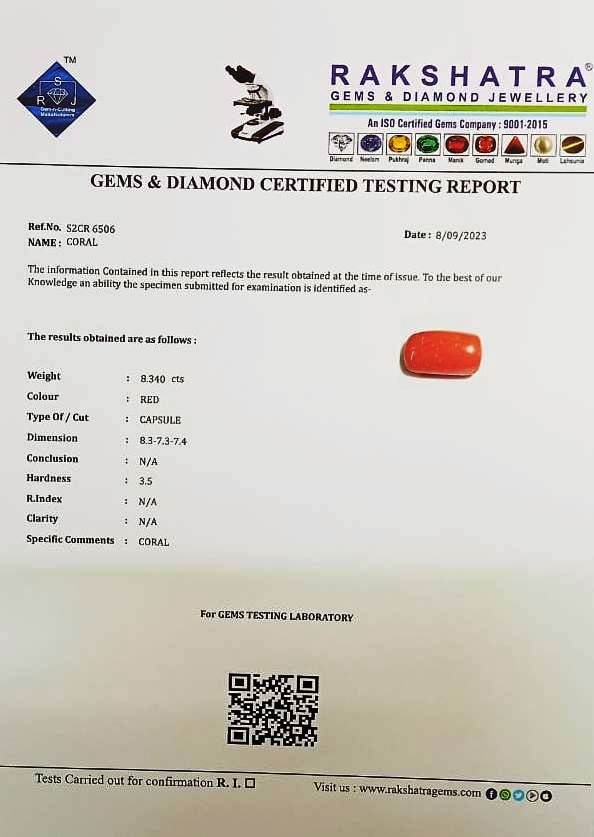 TM
S
R J
Gem-n-Cutting
Manufacturers
RAKSHATRA®
GEMS & DIAMOND JEWELLERY
An ISO Certified Gems Company : 9001-2015
Diamond Neelam Pukhraj Panna Manik Gomed Munga Moti Lahsunia
GEMS & DIAMOND CERTIFIED TESTING REPORT
Ref.No. S2CR 6506
Date : 8/09/2023
NAME : CORAL
The information Contained in this report reflects the result obtained at the time of issue. To the best of our
Knowledge an ability the specimen submitted for examination is identified as-
The results obtained are as follows :
Weight : 8.340 cts
Colour : RED
Type Of / Cut : CAPSULE
Dimension : 8.3-7.3-7.4
Conclusion : N/A
Hardness : 3.5
R.Index : N/A
Clarity : N/A
Specific Comments : CORAL
For GEMS TESTING LABORATORY
Tests Carried out for confirmation R. I. ☐
Visit us : www.rakshatragems.com